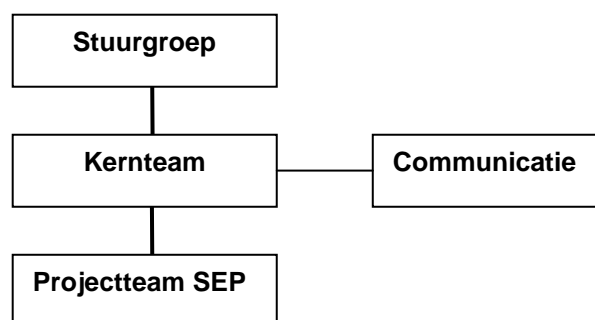 Stuurgroep
Kernteam
Communicatie
Projectteam SEP